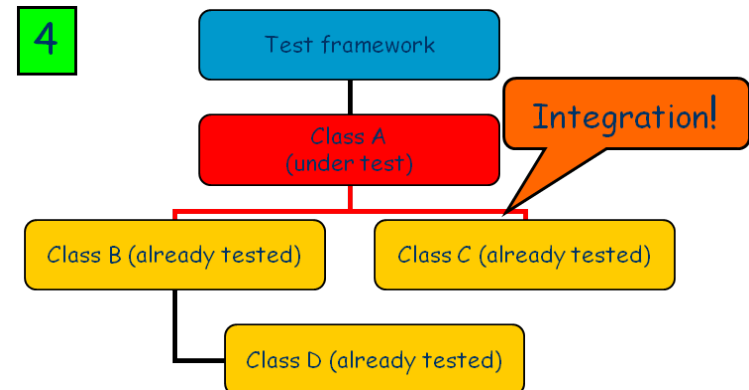 4
Test framework
Class A
(under test)
Integration!
Class B (already tested)
Class C (already tested)
Class D (already tested)